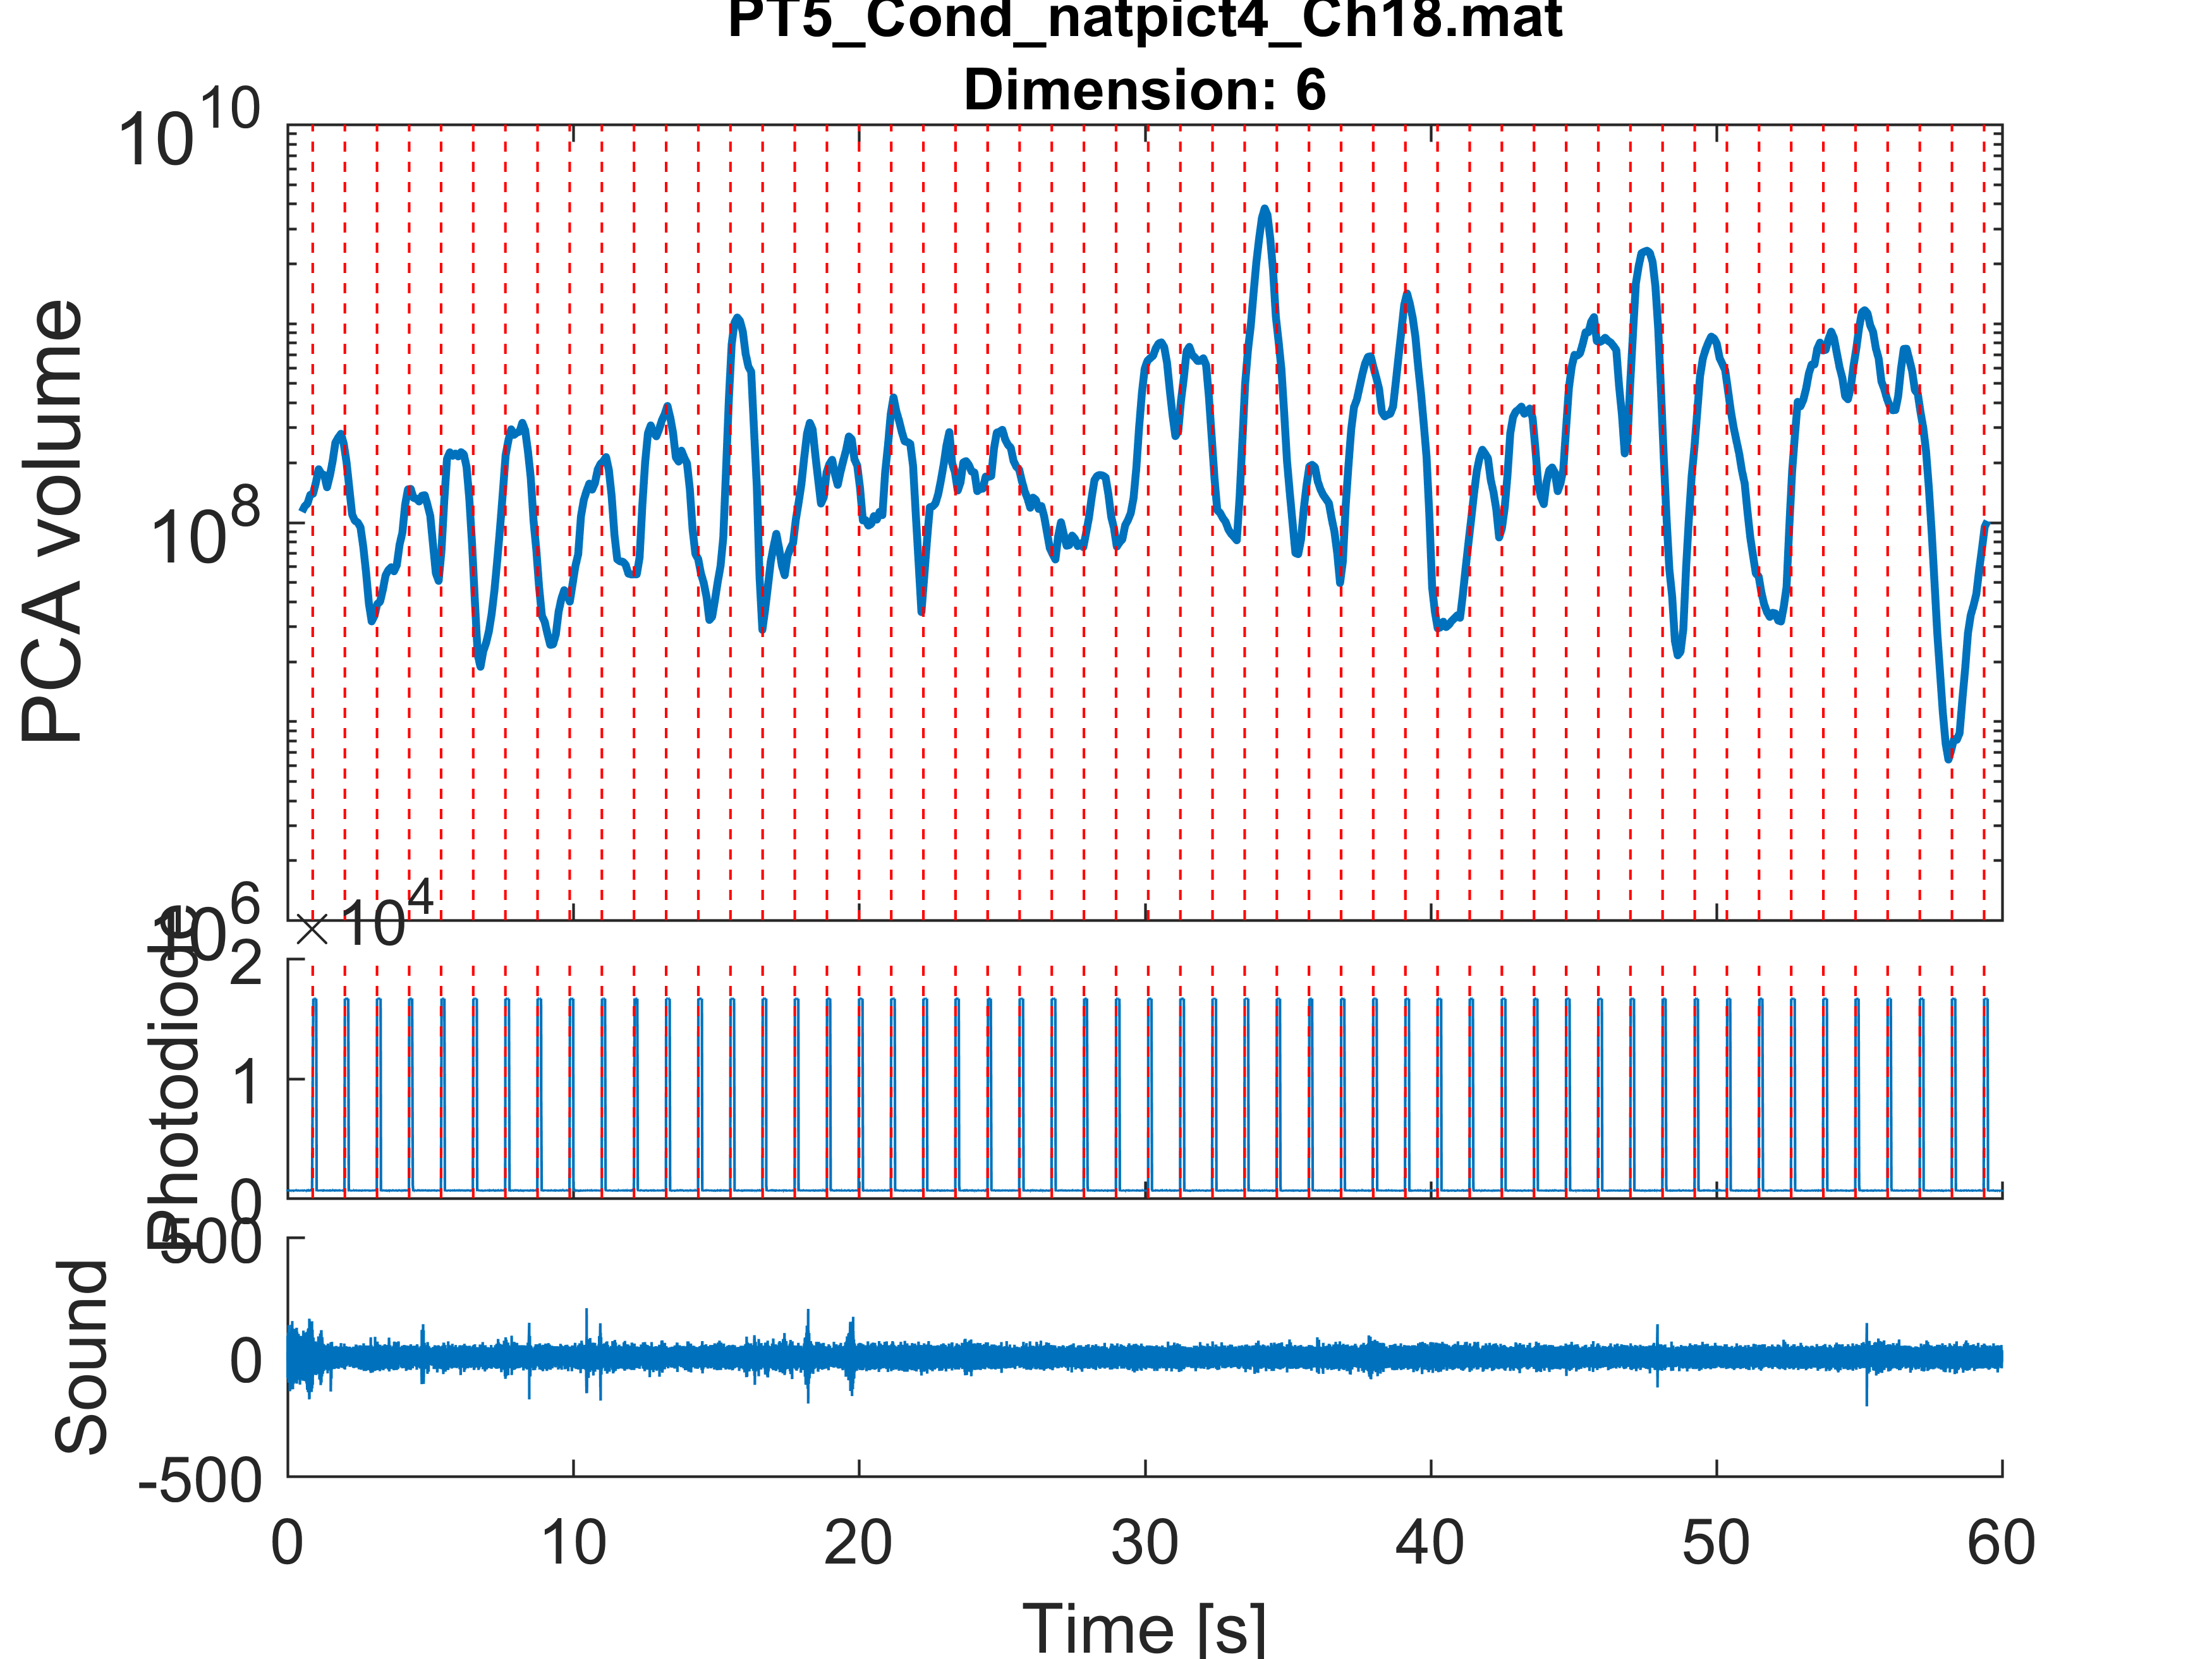 PT5_Cond_natpict4_Ch18.mat
Dimension: 6
PCA volume
10^10
10^8
10^6
×10^4
Photodiode
2
1
0
Sound
500
0
-500
0 10 20 30 40 50 60
Time [s]